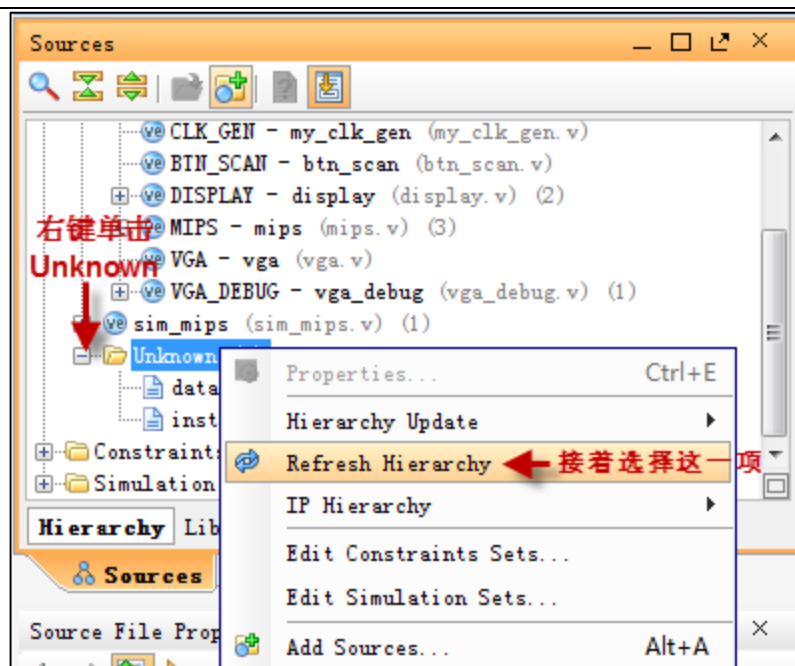 Sources
CLK_GEN - my_clk_gen (my_clk_gen.v)
BTN_SCAN - btn_scan (btn_scan.v)
DISPLAY - display (display.v) (2)
右键单击 MIPS - mips (mips.v) (3)
Unknown VGA - vga (vga.v)
VGA_DEBUG - vga_debug (vga_debug.v) (1)
sim_mips (sim_mips.v) (1)
Unknown
Properties... Ctrl+E
data
inst
Hierarchy Update
Constraints
Refresh Hierarchy 接着选择这一项
Simulation
IP Hierarchy
Hierarchy Lib
Edit Constraints Sets...
Sources
Edit Simulation Sets...
Source File Prop
Add Sources... Alt+A